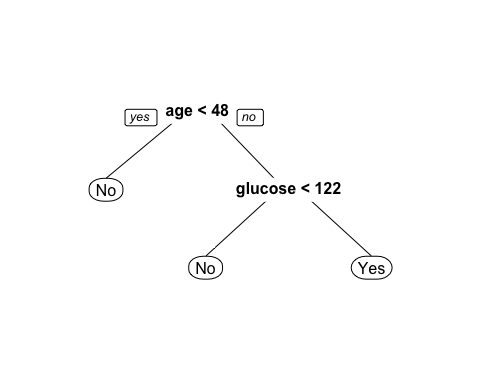 yes age < 48 no
No
glucose < 122
No
Yes